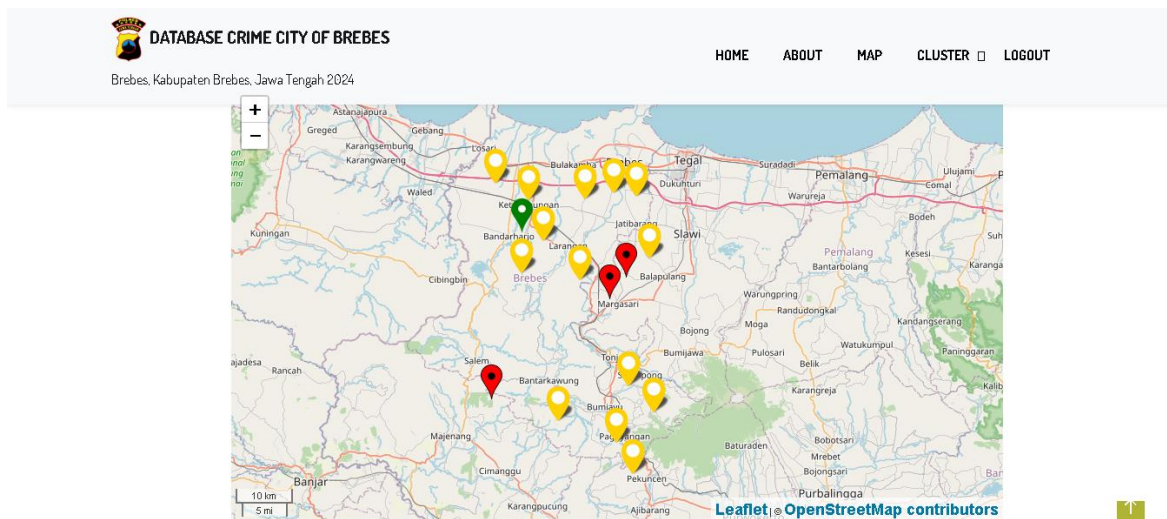 DATABASE CRIME CITY OF BREBES
HOME ABOUT MAP CLUSTER LOGOUT
Brebes, Kabupaten Brebes, Jawa Tengah 2024
+
−
Astanajapura
Greged Gebang
Karangsembung Losari
Karangwareng
Bulakamba Brebes Tegal Suradadi
Ulujami
Waled Dukuhturi Pemalang Comal
Warureja
Bodeh
Kuningan Bandarharjo Jatibarang Slawi
Larangan
Pemalang Kesesi
Bantarbolang
Cibingbin Brebes Balapulang
Warungpring
Randudongkal
Margasari
Kandangserang
Bojong Moga
Watukumpul
Salem Bumijawa Pulosari Belik Paninggaran
Rancah
Bantarkawung
Karangreja
Bumiayu
Majenang Baturaden Bobotsari
Mrebet
Cimanggu Bojongsari
Banjar Pekuncen
Purbalingga
10 km
5 mi
Karangpucung Ajibarang
Leaflet | © OpenStreetMap contributors